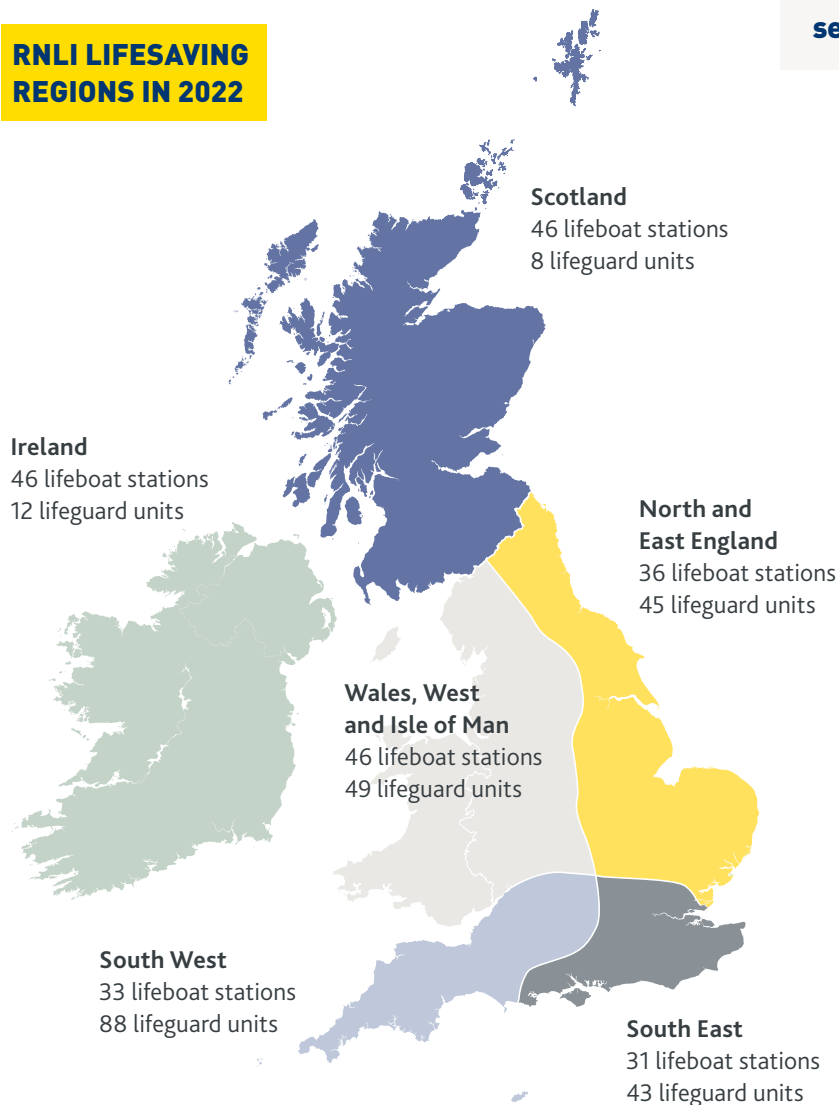 RNLI LIFESAVING
REGIONS IN 2022
se
Scotland
46 lifeboat stations
8 lifeguard units
Ireland
46 lifeboat stations
12 lifeguard units
North and
East England
36 lifeboat stations
45 lifeguard units
Wales, West
and Isle of Man
46 lifeboat stations
49 lifeguard units
South West
33 lifeboat stations
88 lifeguard units
South East
31 lifeboat stations
43 lifeguard units